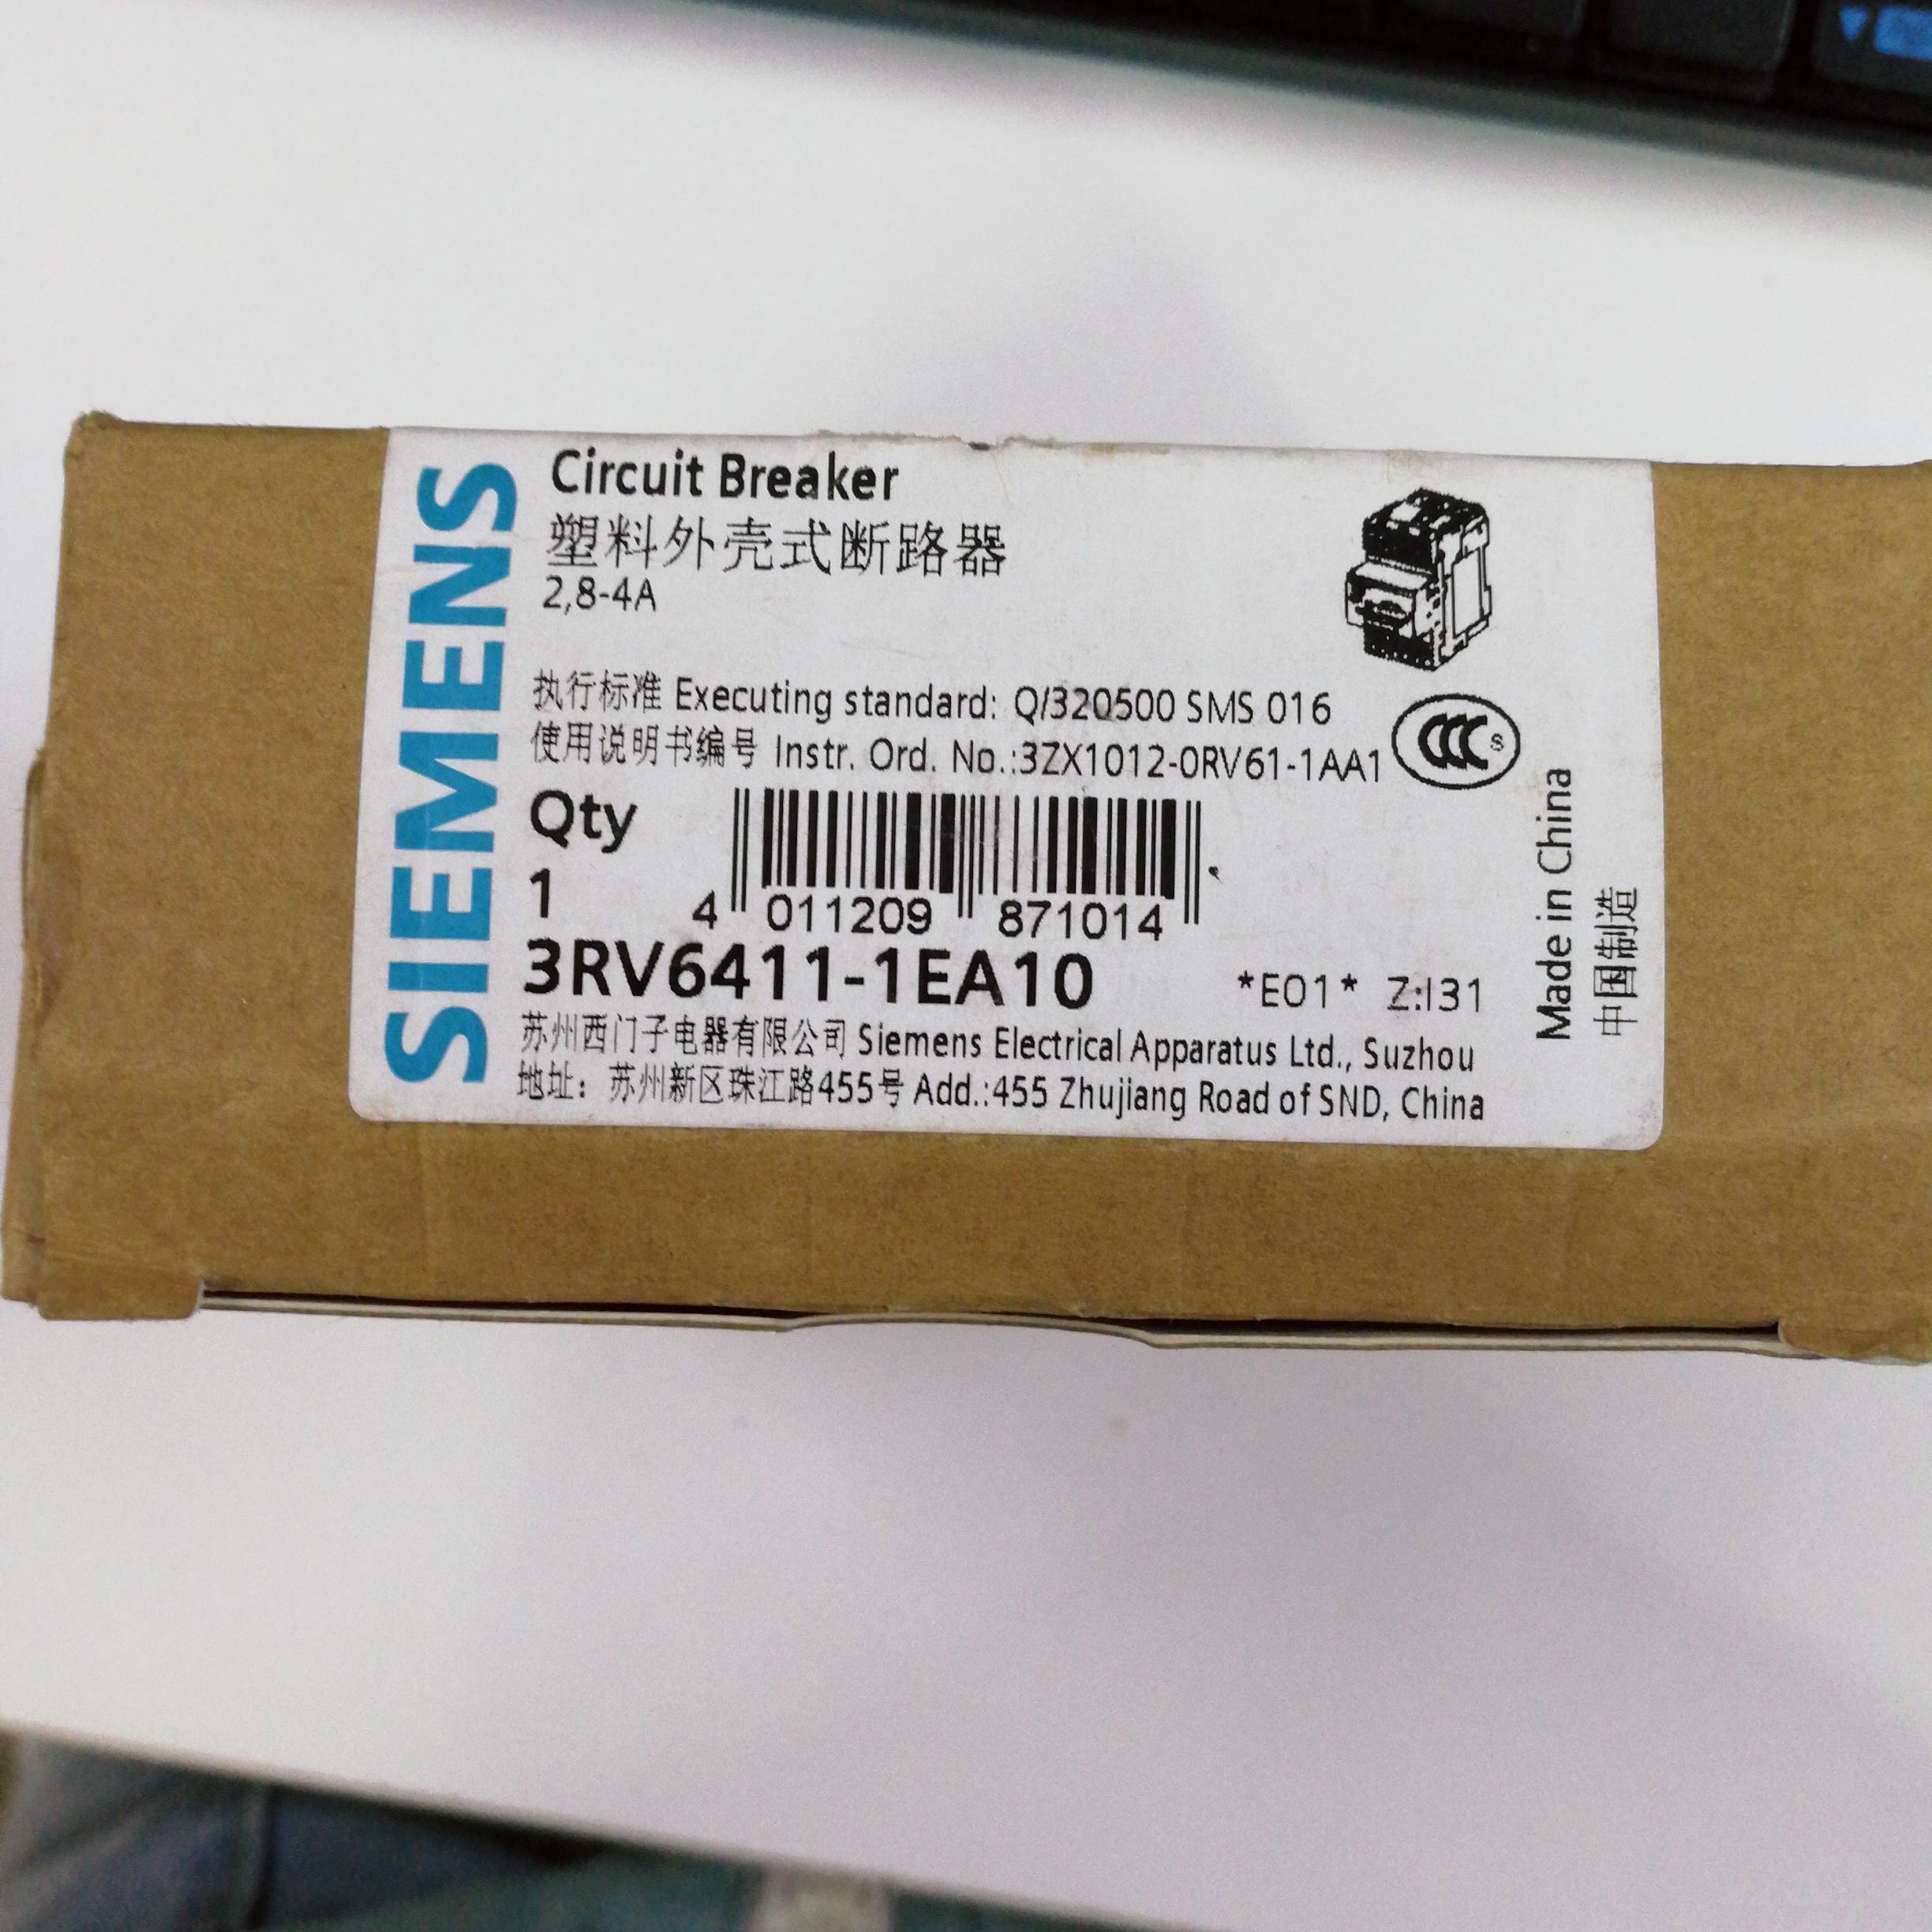 SIEMENS
Circuit Breaker
塑料外壳式断路器
2,8-4A
执行标准 Executing standard: Q/320500 SMS 016
使用说明书编号 Instr. Ord. No.:3ZX1012-0RV61-1AA1
CCC S
Qty
1
4 011209 871014
3RV6411-1EA10
*E01* Z:I31
苏州西门子电器有限公司 Siemens Electrical Apparatus Ltd., Suzhou
地址：苏州新区珠江路455号 Add.:455 Zhujiang Road of SND, China
Made in China
中国制造